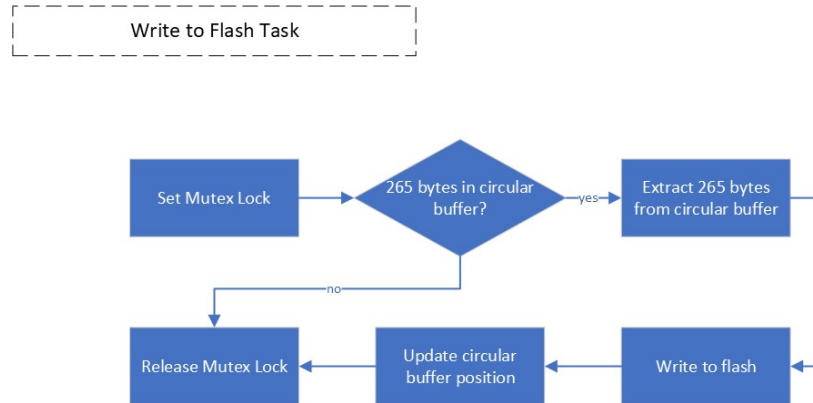 Write to Flash Task
Set Mutex Lock
265 bytes in circular
buffer?
yes
Extract 265 bytes
from circular buffer
no
Release Mutex Lock
Update circular
buffer position
Write to flash